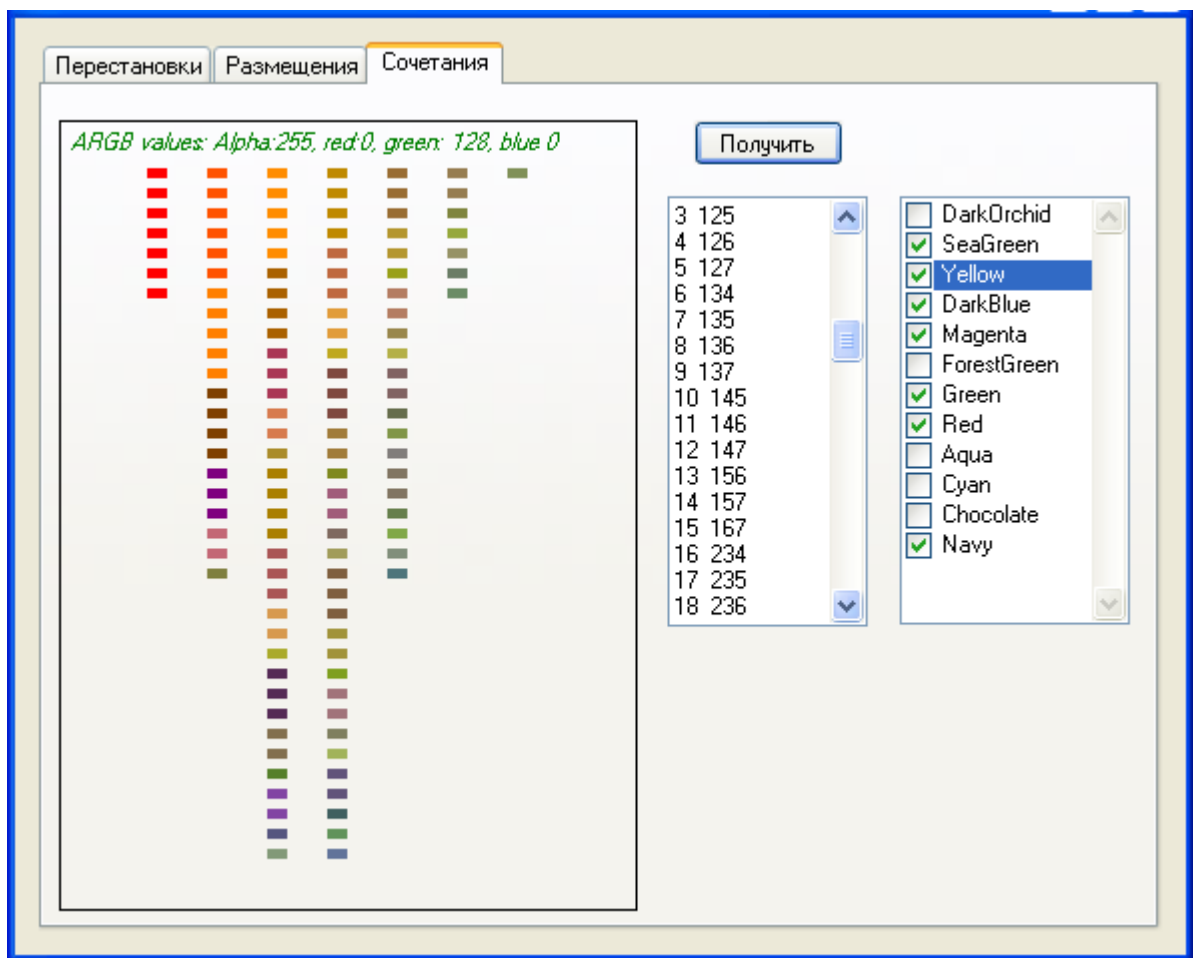 Перестановки Размещения Сочетания
ARGB values: Alpha:255, red:0, green: 128, blue 0
Получить
3 125
4 126
5 127
6 134
7 135
8 136
9 137
10 145
11 146
12 147
13 156
14 157
15 167
16 234
17 235
18 236
DarkOrchid
SeaGreen
Yellow
DarkBlue
Magenta
ForestGreen
Green
Red
Aqua
Cyan
Chocolate
Navy